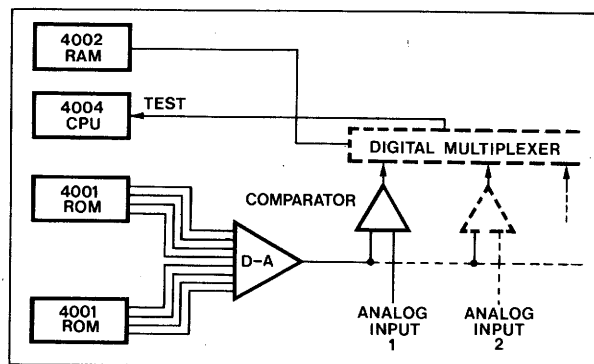 4002
RAM
4004
CPU
TEST
DIGITAL MULTIPLEXER
4001
ROM
COMPARATOR
D-A
4001
ROM
ANALOG
INPUT
1
ANALOG
INPUT
2